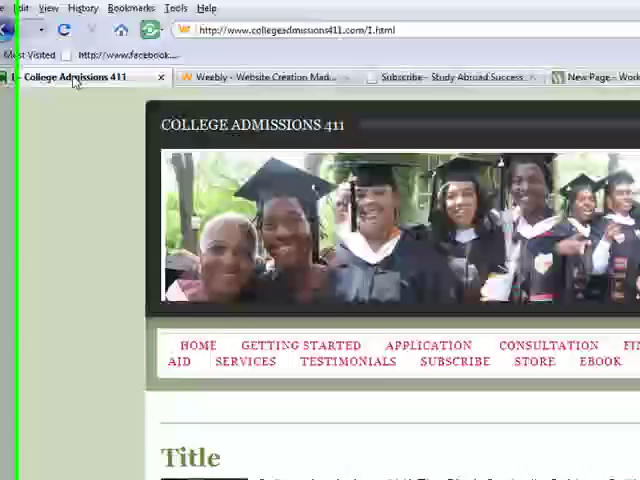 Edit View History Bookmarks Tools Help
http://www.collegeadmissions411.com/1.html
Most Visited http://www.facebook....
College Admissions 411 Weebly - Website Creation Mad... Subscribe - Study Abroad Success New Page - Work
COLLEGE ADMISSIONS 411
HOME GETTING STARTED APPLICATION CONSULTATION FIN
AID SERVICES TESTIMONIALS SUBSCRIBE STORE EBOOK
Title